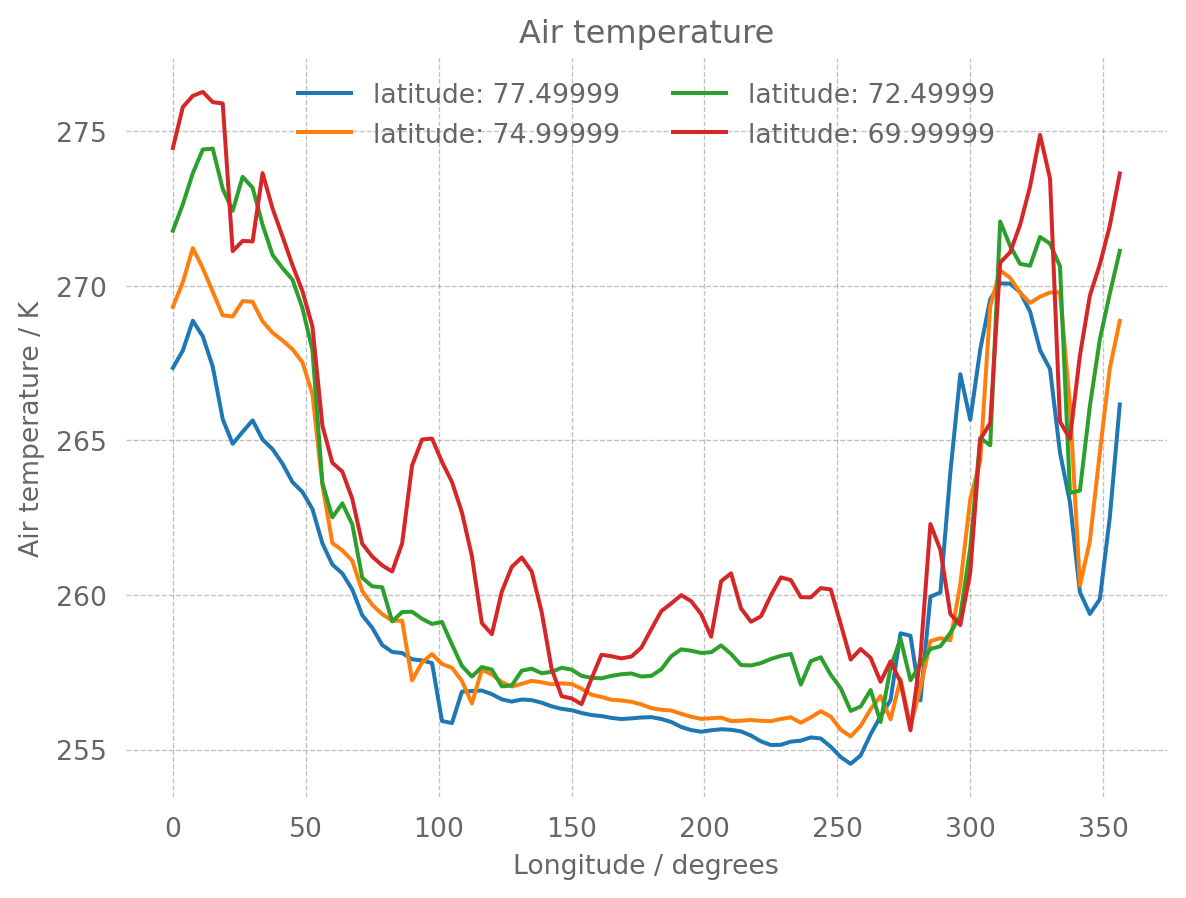 Air temperature
latitude: 77.49999
latitude: 74.99999
latitude: 72.49999
latitude: 69.99999
Air temperature / K
275
270
265
260
255
0 50 100 150 200 250 300 350
Longitude / degrees